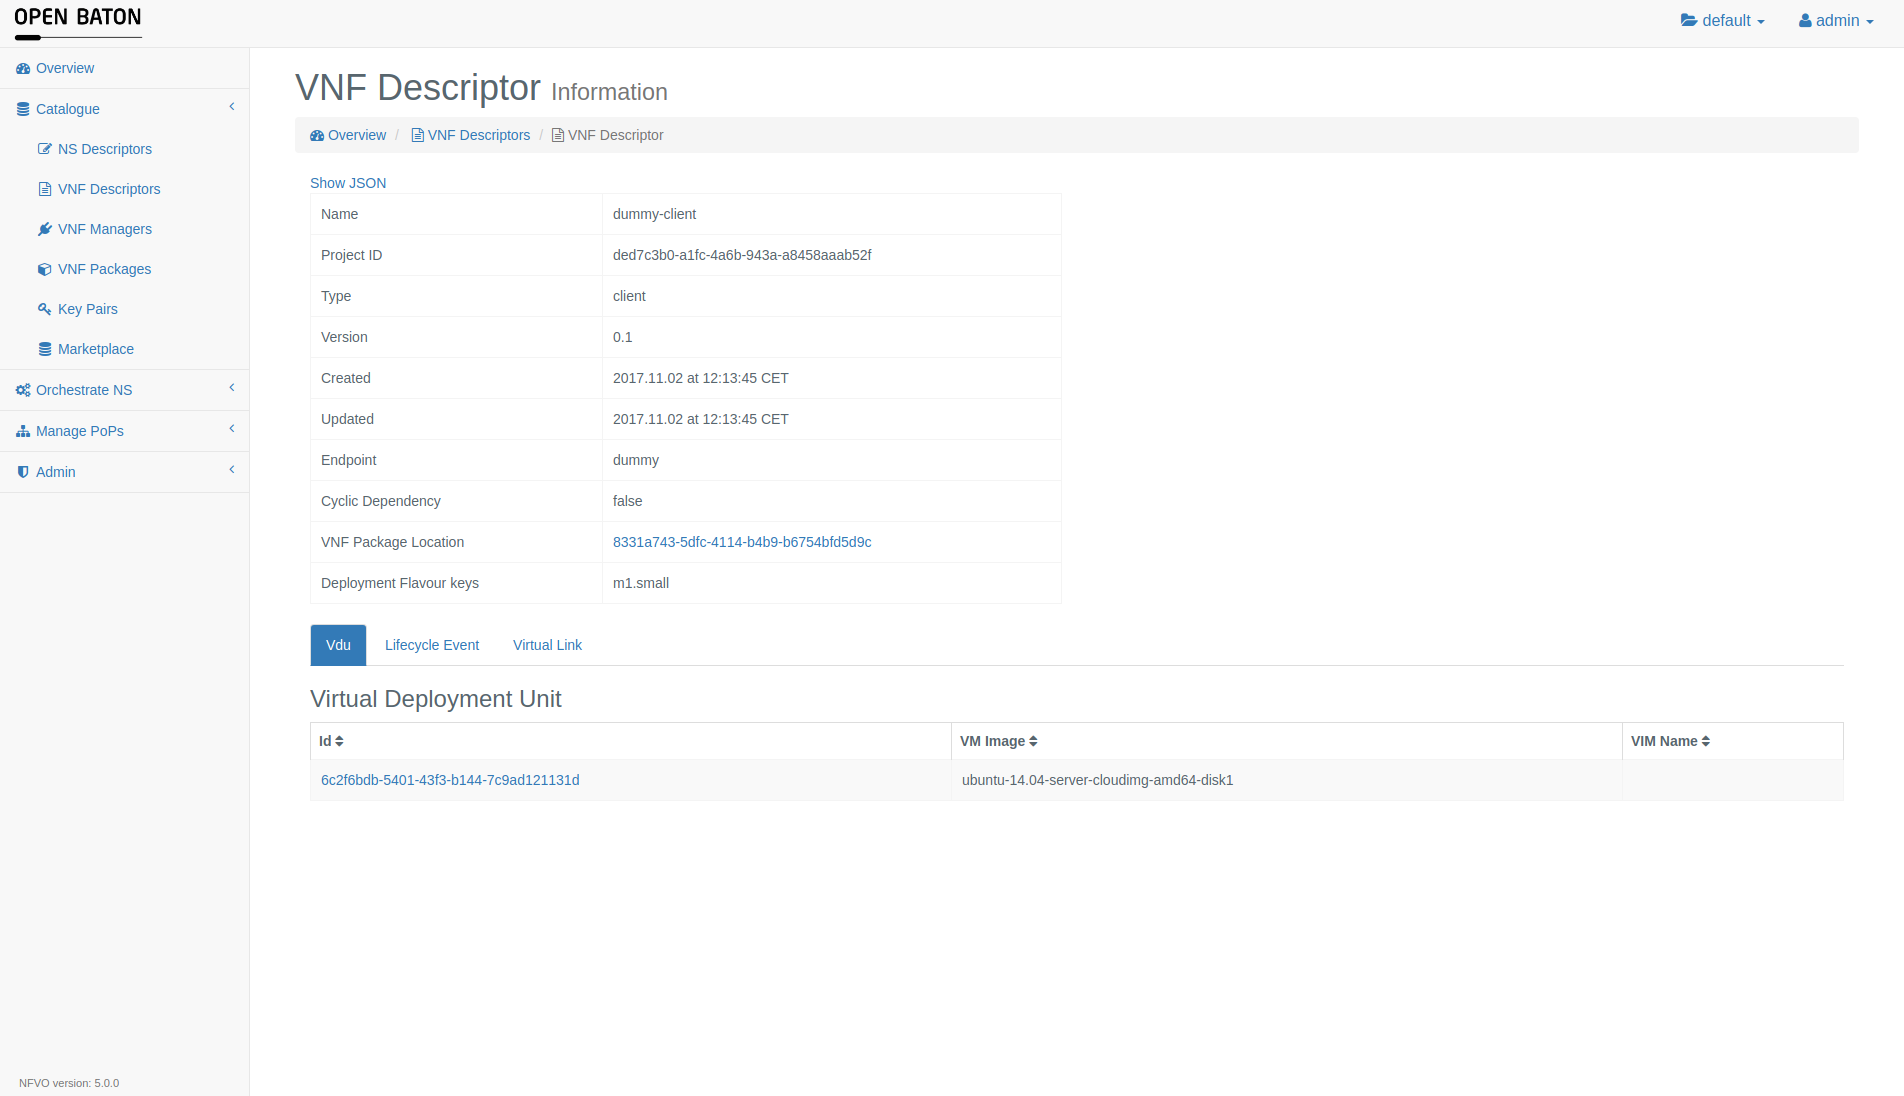 OPEN BATON
default
admin
Overview
Catalogue
NS Descriptors
VNF Descriptors
VNF Managers
VNF Packages
Key Pairs
Marketplace
Orchestrate NS
Manage PoPs
Admin
NFVO version: 5.0.0
VNF Descriptor Information
Overview / VNF Descriptors / VNF Descriptor
Show JSON
Name dummy-client
Project ID ded7c3b0-a1fc-4a6b-943a-a8458aaab52f
Type client
Version 0.1
Created 2017.11.02 at 12:13:45 CET
Updated 2017.11.02 at 12:13:45 CET
Endpoint dummy
Cyclic Dependency false
VNF Package Location 8331a743-5dfc-4114-b4b9-b6754bfd5d9c
Deployment Flavour keys m1.small
Vdu Lifecycle Event Virtual Link
Virtual Deployment Unit
Id VM Image VIM Name
6c2f6bdb-5401-43f3-b144-7c9ad121131d ubuntu-14.04-server-cloudimg-amd64-disk1